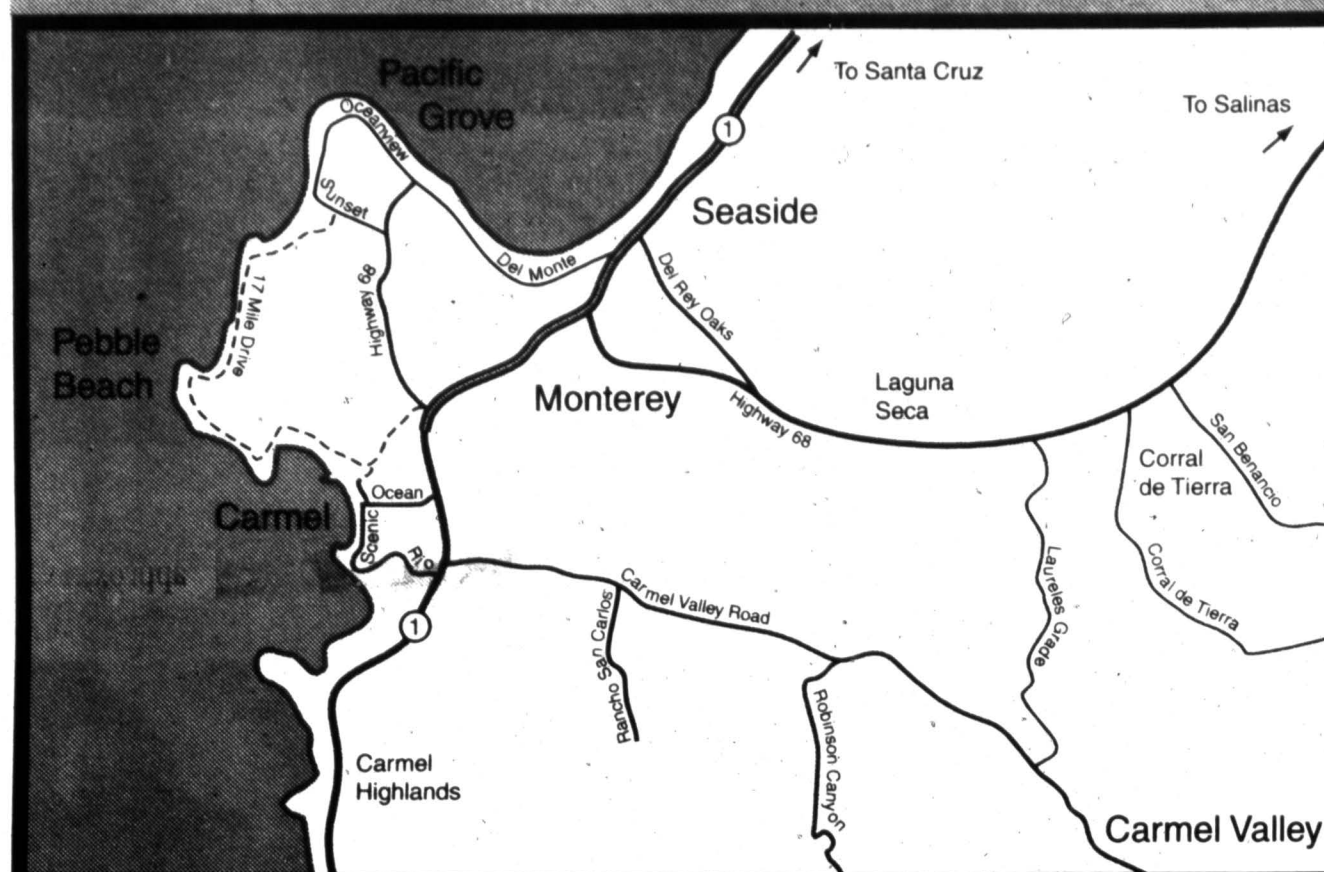 Pacific
Grove
To Santa Cruz
To Salinas
Oceanview
1
Sunset
Seaside
Del Monte
Del Rey Oaks
17 Mile Drive
Highway 68
Pebble
Beach
Monterey
Highway 68
Laguna
Seca
San Benancio
Corral
de Tierra
Ocean
Carmel
Scenic
Rio
Carmel Valley Road
Laureles Grade
Corral de Tierra
1
Rancho San Carlos
Robinson Canyon
Carmel
Highlands
Carmel Valley